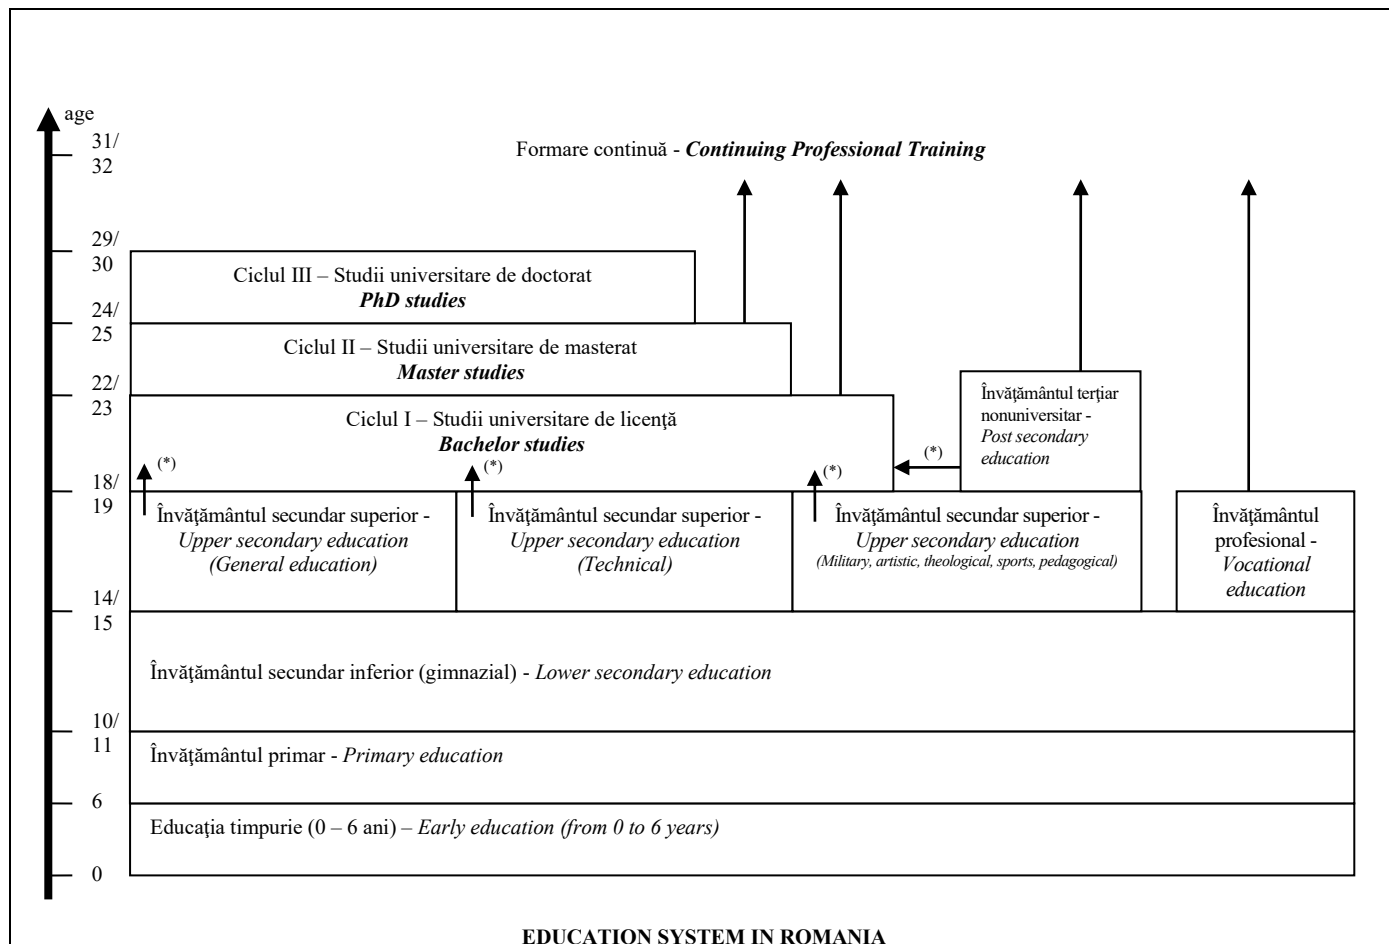 age
31/
32
Formare continuă - Continuing Professional Training
29/
30
Ciclul III – Studii universitare de doctorat
PhD studies
24/
25
Ciclul II – Studii universitare de masterat
Master studies
22/
23
Ciclul I – Studii universitare de licenţă
Bachelor studies
Învăţământul terţiar
nonuniversitar -
Post secondary
education
(*)
(*)
(*)
(*)
18/
19
Învăţământul secundar superior -
Upper secondary education
(General education)
Învăţământul secundar superior -
Upper secondary education
(Technical)
Învăţământul secundar superior -
Upper secondary education
(Military, artistic, theological, sports, pedagogical)
Învăţământul
profesional -
Vocational
education
14/
15
Învăţământul secundar inferior (gimnazial) - Lower secondary education
10/
11
Învăţământul primar - Primary education
6
Educaţia timpurie (0 – 6 ani) – Early education (from 0 to 6 years)
0
EDUCATION SYSTEM IN ROMANIA